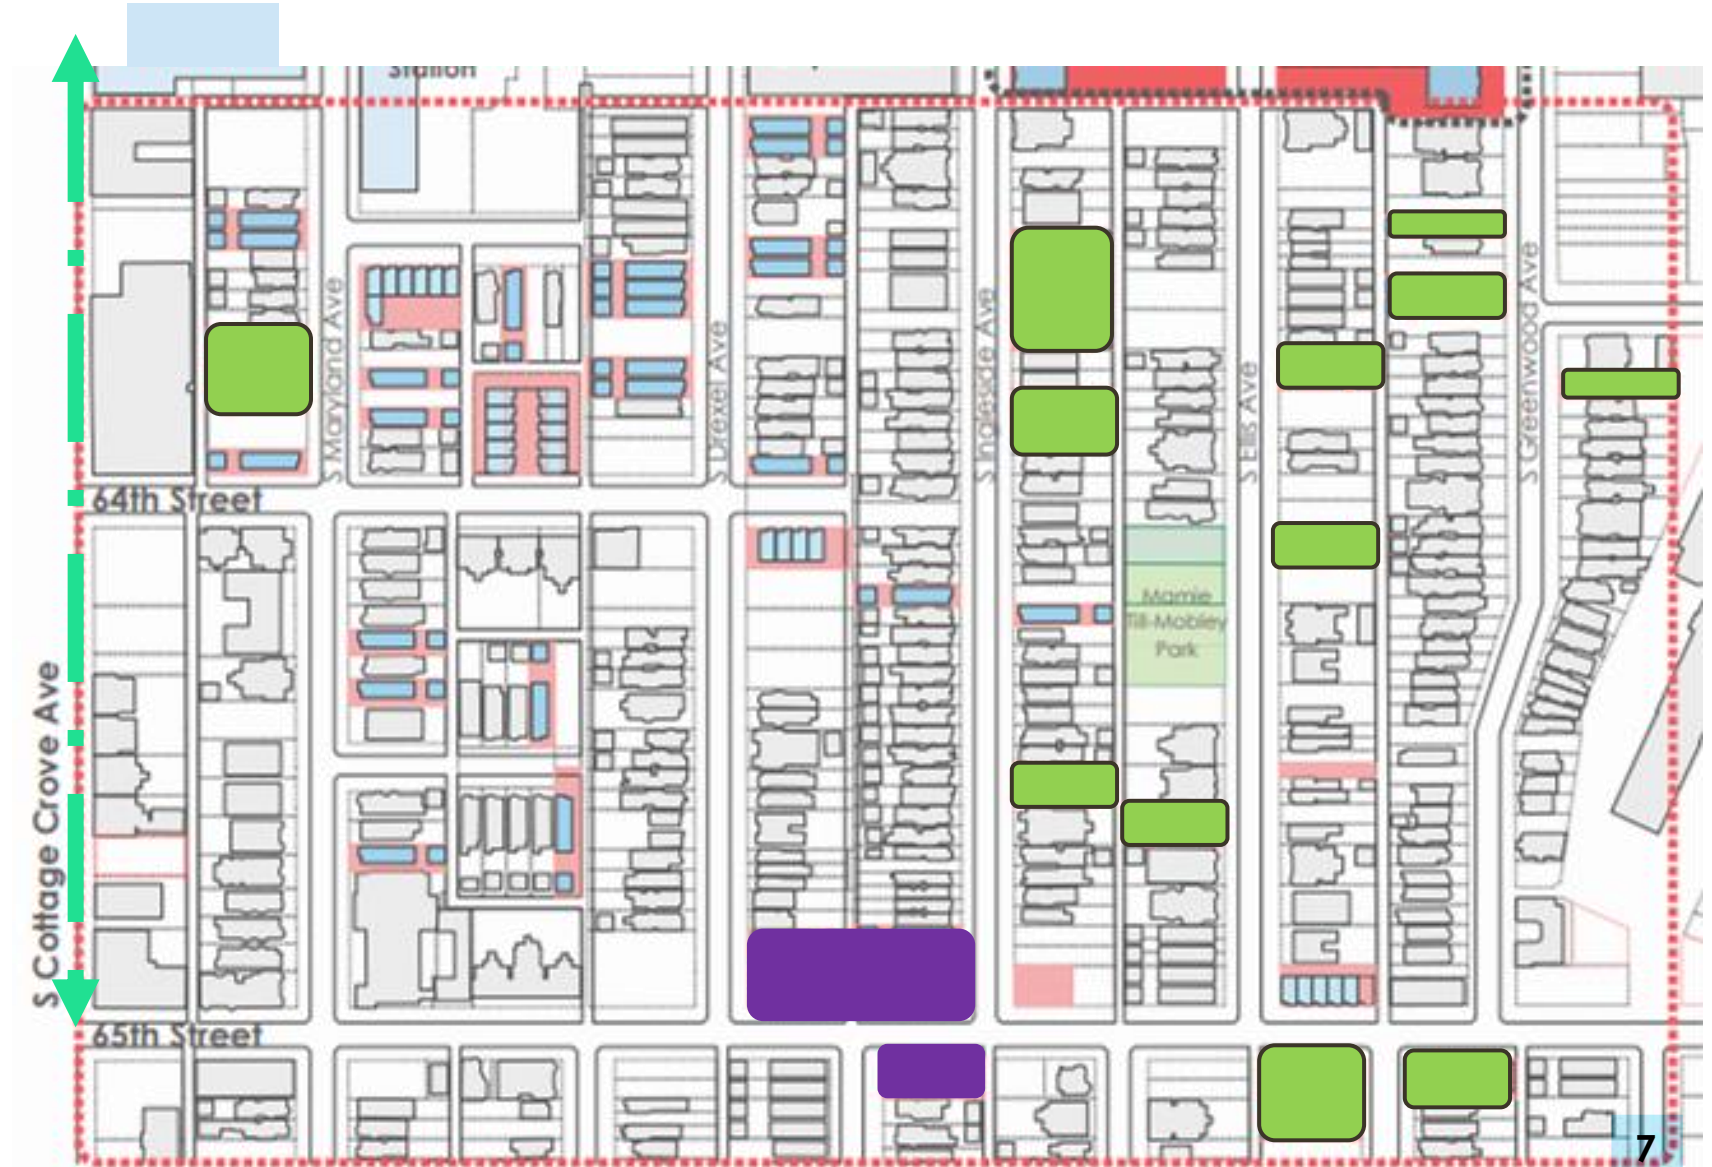 Station
S Maryland Ave
S Drexel Ave
S Ingleside Ave
S Ellis Ave
S Greenwood Ave
64th Street
Mamie
Till-Mobley
Park
S Cottage Crove Ave
65th Street
7